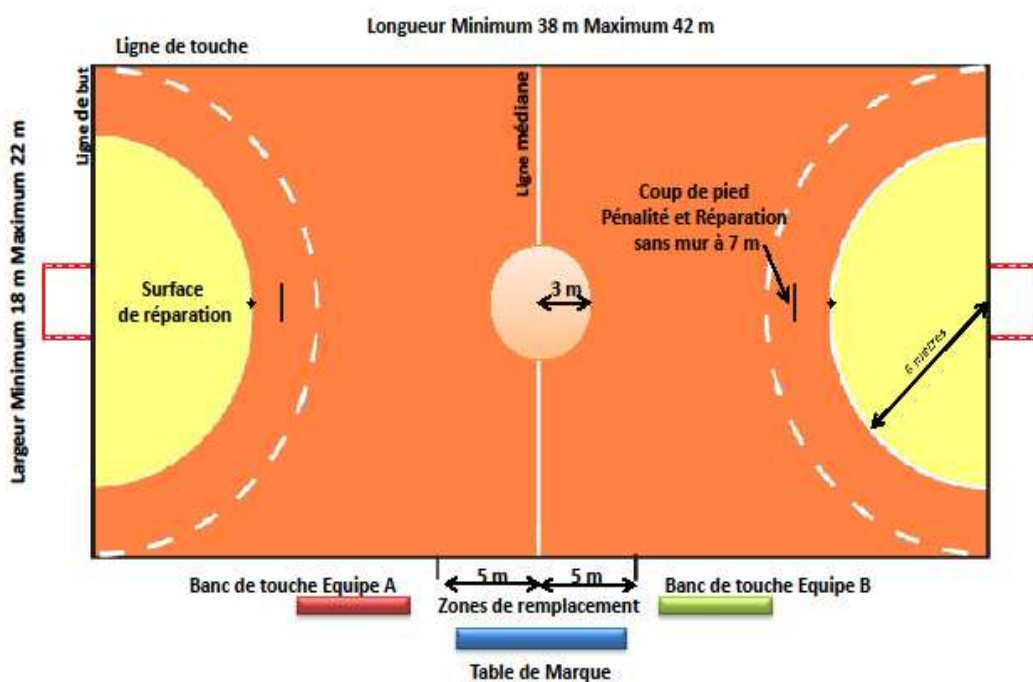 Longueur Minimum 38 m Maximum 42 m
Ligne de touche
Ligne de but
Largeur Minimum 18 m Maximum 22 m
Ligne médiane
Coup de pied
Pénalité et Réparation
sans mur à 7 m
Surface
de réparation
3 m
6 mètres
5 m
5 m
Banc de touche Equipe A
Zones de remplacement
Banc de touche Equipe B
Table de Marque